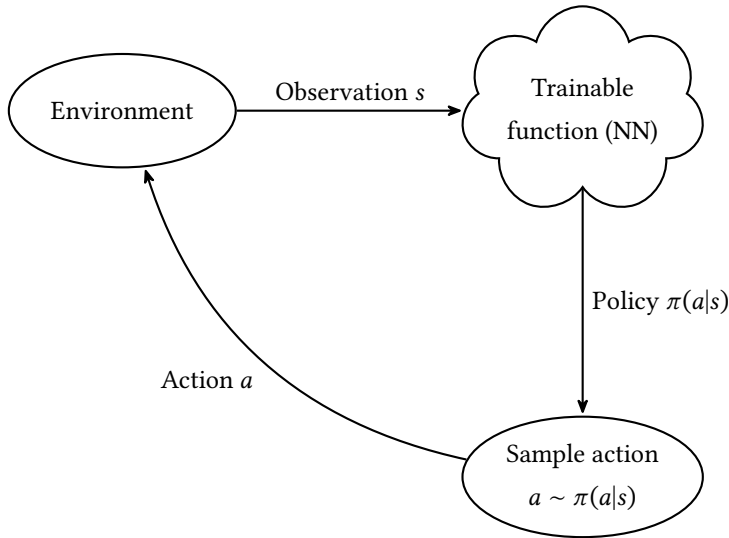 Environment
Observation s
Trainable
function (NN)
Policy π(a|s)
Action a
Sample action
a ~ π(a|s)